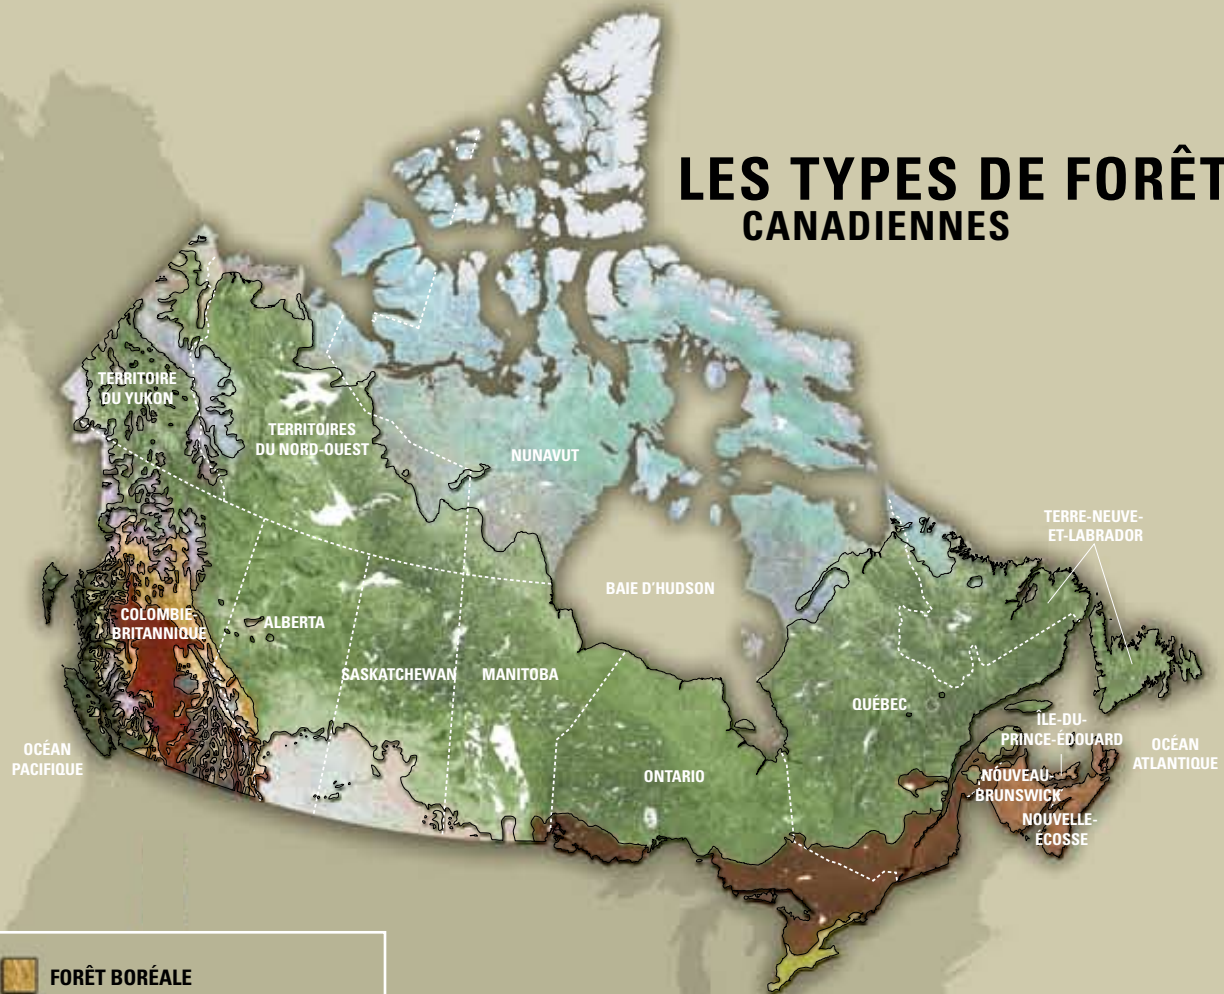 LES TYPES DE FORÊT
CANADIENNES
TERRITOIRE
DU YUKON
TERRITOIRES
DU NORD-OUEST
NUNAVUT
TERRE-NEUVE-
ET-LABRADOR
BAIE D'HUDSON
COLOMBIE-
BRITANNIQUE
ALBERTA
SASKATCHEWAN
MANITOBA
QUÉBEC
ÎLE-DU-
PRINCE-ÉDOUARD
OCÉAN
PACIFIQUE
OCÉAN
ATLANTIQUE
ONTARIO
NOUVEAU-
BRUNSWICK
NOUVELLE-
ÉCOSSE
FORÊT BORÉALE